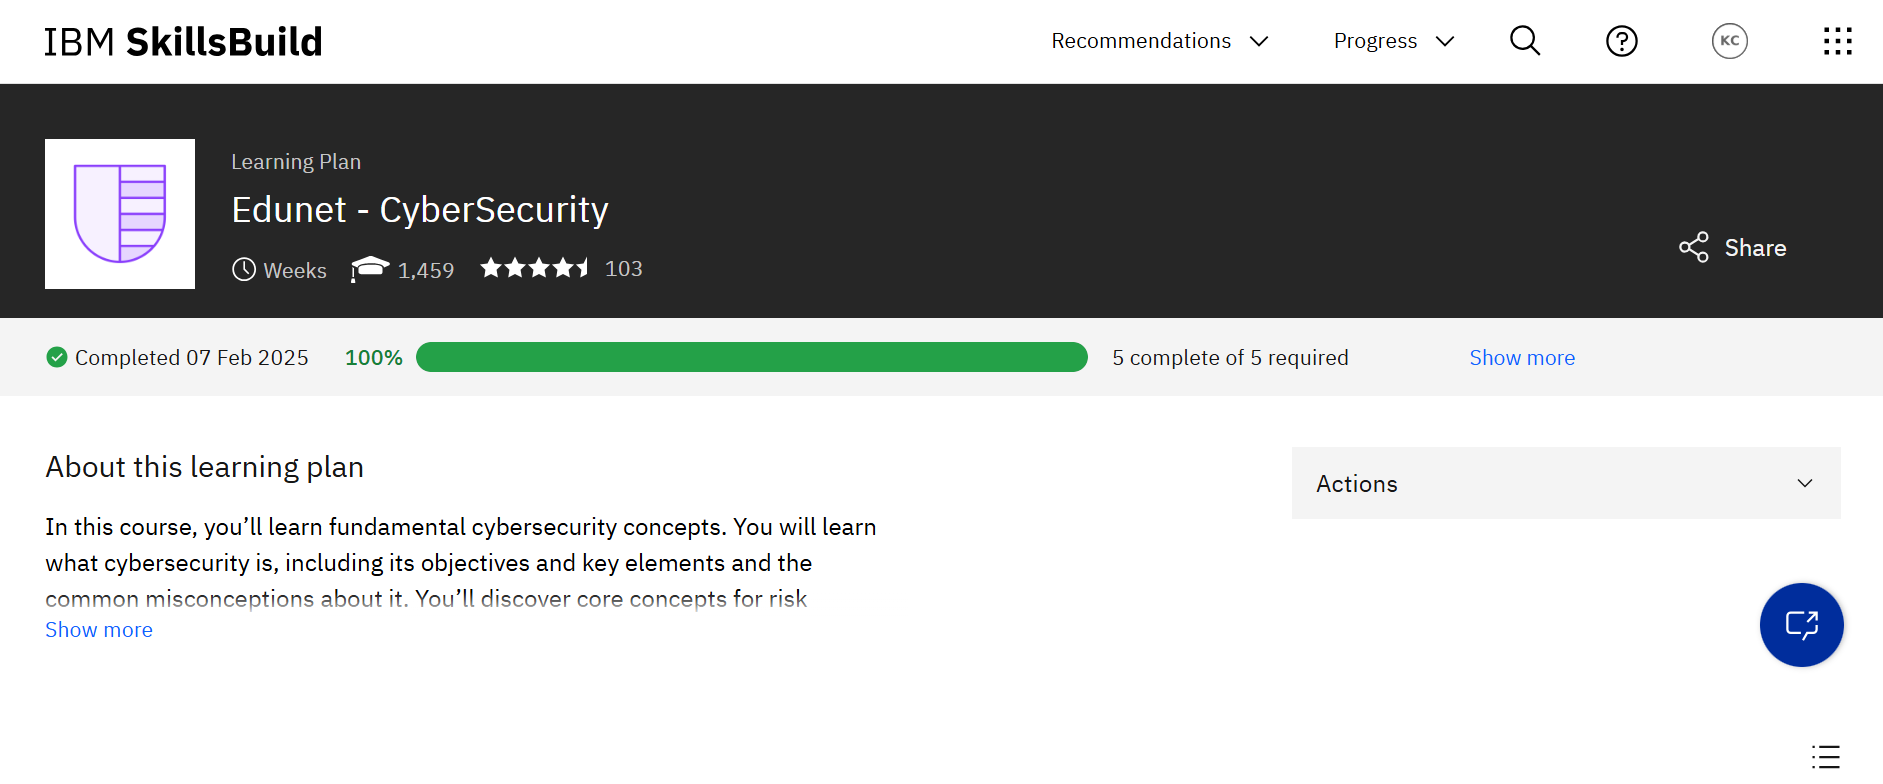 IBM SkillsBuild
Recommendations
Progress
KC
Learning Plan
Edunet - CyberSecurity
Weeks
1,459
103
Share
Completed 07 Feb 2025
100%
5 complete of 5 required
Show more
About this learning plan
Actions
In this course, you’ll learn fundamental cybersecurity concepts. You will learn
what cybersecurity is, including its objectives and key elements and the
common misconceptions about it. You’ll discover core concepts for risk
Show more